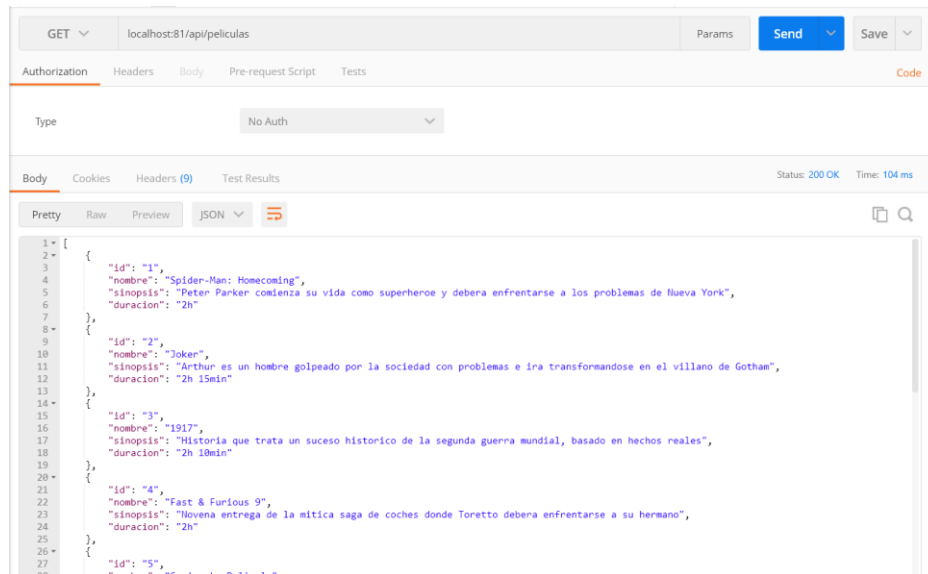 GET localhost:81/api/peliculas Params Send Save
Authorization Headers Body Pre-request Script Tests Code
Type No Auth
Body Cookies Headers (9) Test Results Status: 200 OK Time: 104 ms
Pretty Raw Preview JSON
1 [
2 {
3 "id": "1",
4 "nombre": "Spider-Man: Homecoming",
5 "sinopsis": "Peter Parker comienza su vida como superheroe y debera enfrentarse a los problemas de Nueva York",
6 "duracion": "2h"
7 },
8 {
9 "id": "2",
10 "nombre": "Joker",
11 "sinopsis": "Arthur es un hombre golpeado por la sociedad con problemas e ira transformandose en el villano de Gotham",
12 "duracion": "2h 15min"
13 },
14 {
15 "id": "3",
16 "nombre": "1917",
17 "sinopsis": "Historia que trata un suceso historico de la segunda guerra mundial, basado en hechos reales",
18 "duracion": "2h 10min"
19 },
20 {
21 "id": "4",
22 "nombre": "Fast & Furious 9",
23 "sinopsis": "Novena entrega de la mitica saga de coches donde Toretto debera enfrentarse a su hermano",
24 "duracion": "2h"
25 },
26 {
27 "id": "5",